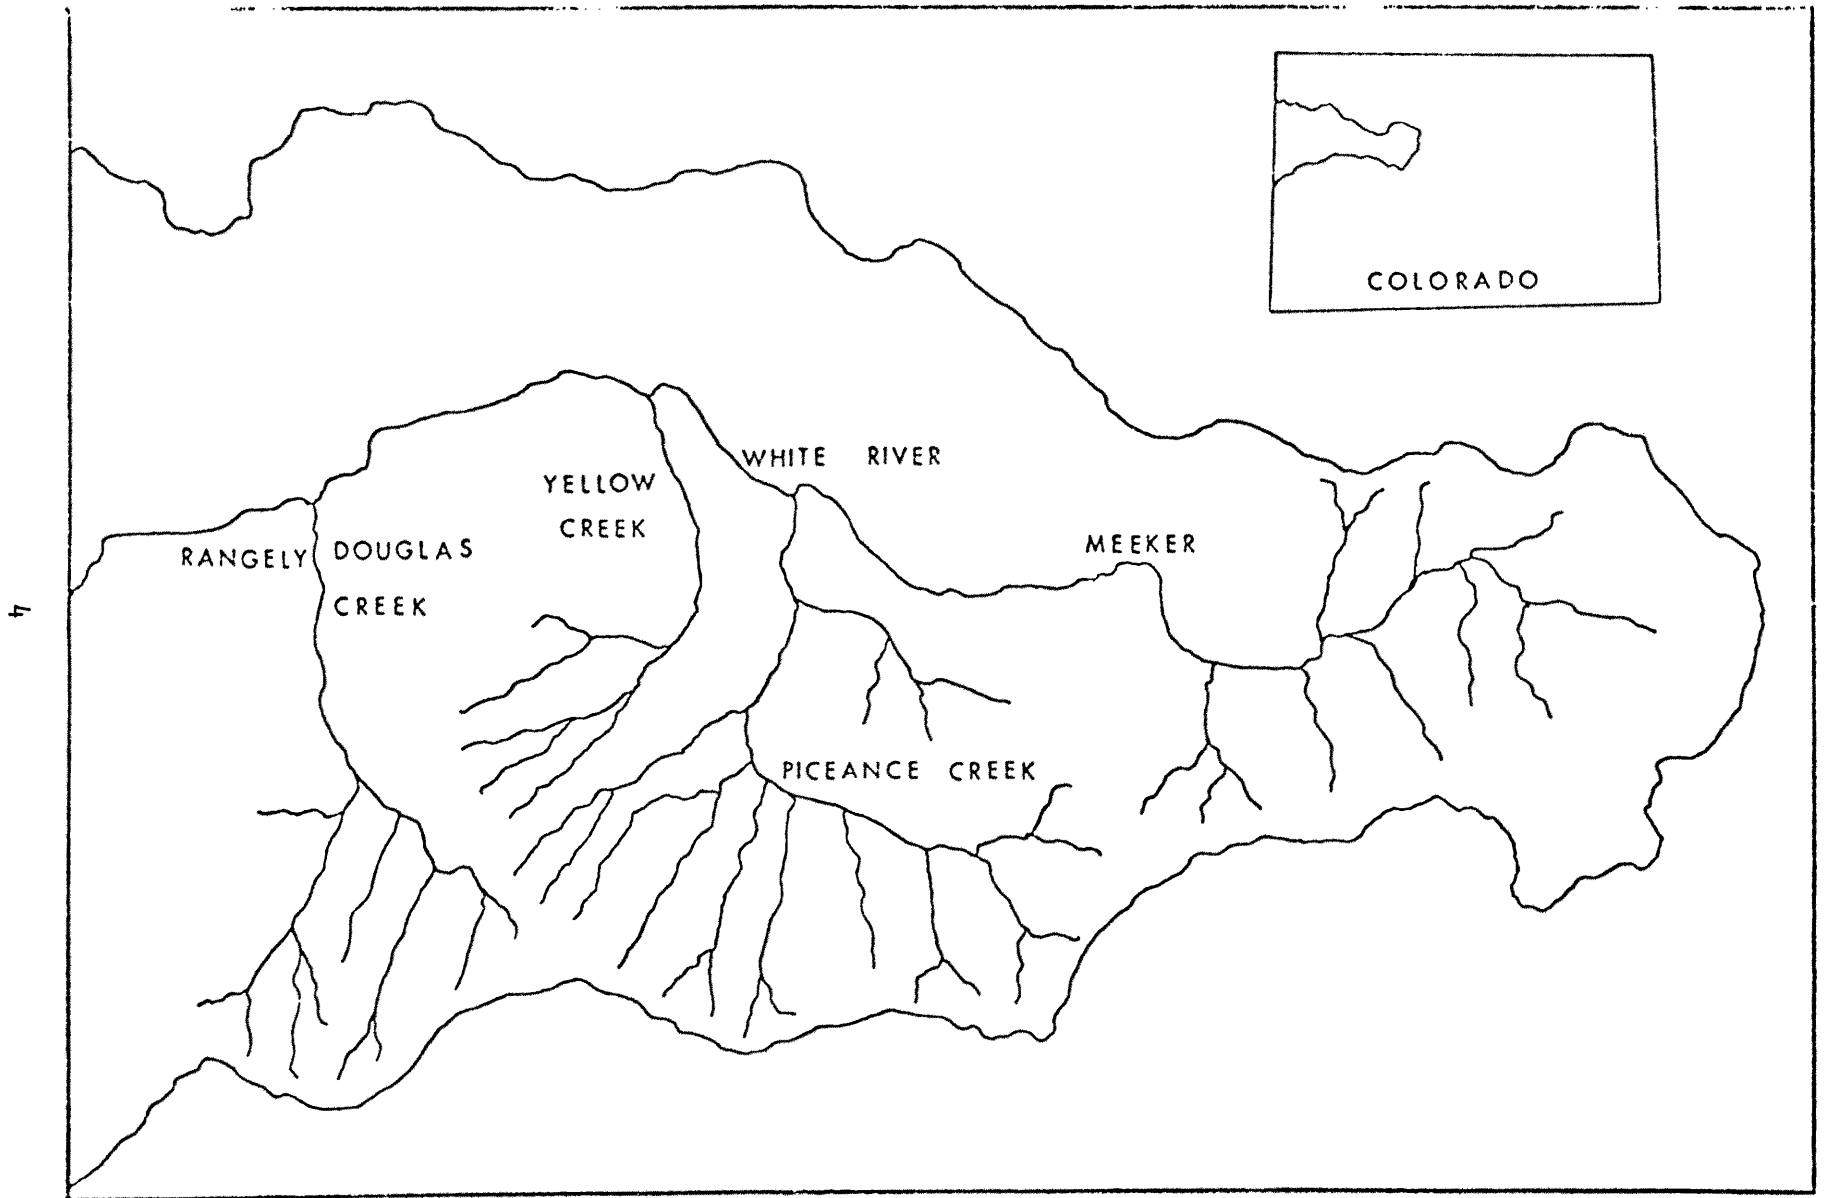 COLORADO
WHITE RIVER
YELLOW
CREEK
MEEKER
RANGELY
DOUGLAS
CREEK
PICEANCE CREEK
4